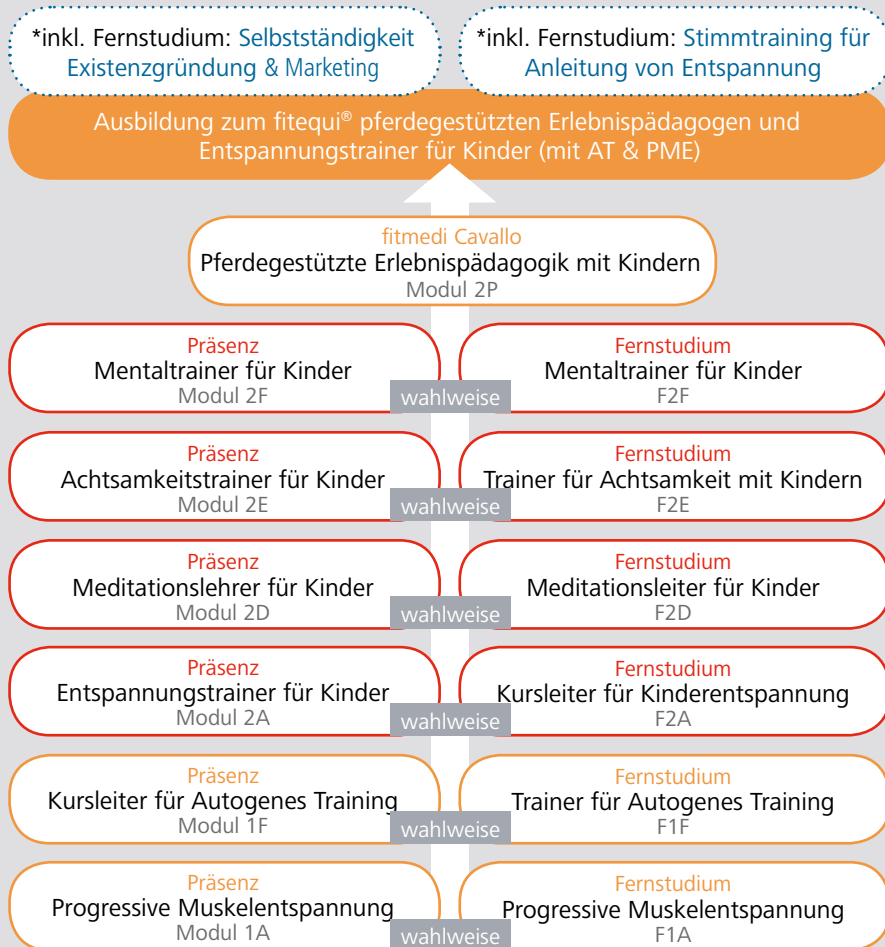 *inkl. Fernstudium: Selbstständigkeit
Existenzgründung & Marketing
*inkl. Fernstudium: Stimmtraining für
Anleitung von Entspannung
Ausbildung zum fitequi® pferdegestützten Erlebnispädagogen und
Entspannungstrainer für Kinder (mit AT & PME)
fitmedi Cavallo
Pferdegestützte Erlebnispädagogik mit Kindern
Modul 2P
Präsenz
Mentaltrainer für Kinder
Modul 2F
wahlweise
Fernstudium
Mentaltrainer für Kinder
F2F
Präsenz
Achtsamkeitstrainer für Kinder
Modul 2E
wahlweise
Fernstudium
Trainer für Achtsamkeit mit Kindern
F2E
Präsenz
Meditationslehrer für Kinder
Modul 2D
wahlweise
Fernstudium
Meditationsleiter für Kinder
F2D
Präsenz
Entspannungstrainer für Kinder
Modul 2A
wahlweise
Fernstudium
Kursleiter für Kinderentspannung
F2A
Präsenz
Kursleiter für Autogenes Training
Modul 1F
wahlweise
Fernstudium
Trainer für Autogenes Training
F1F
Präsenz
Progressive Muskelentspannung
Modul 1A
wahlweise
Fernstudium
Progressive Muskelentspannung
F1A